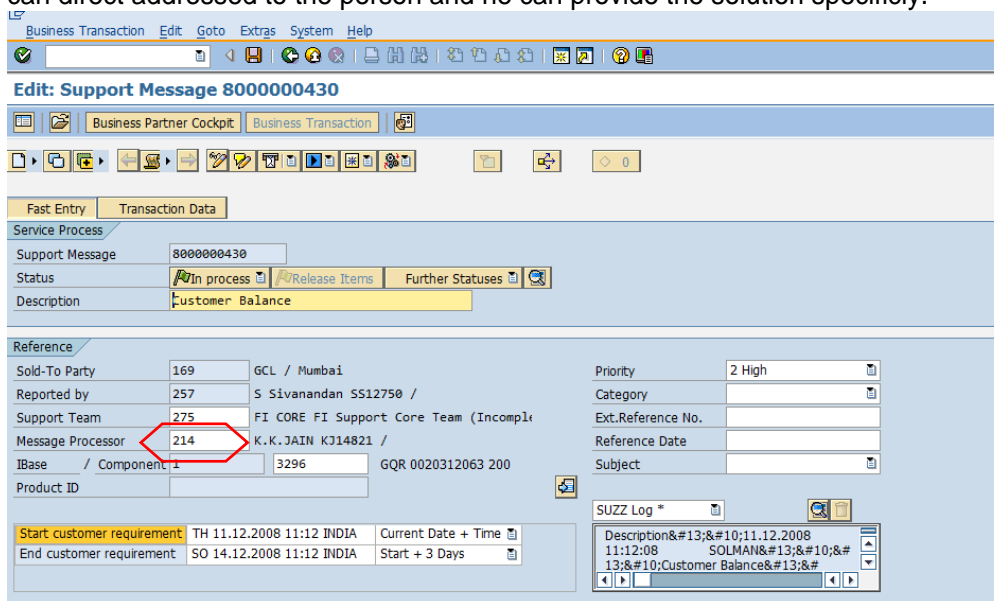 can direct addressed to the person and he can provide the solution specificly.
Business Transaction Edit Goto Extras System Help
Edit: Support Message 8000000430
Business Partner Cockpit Business Transaction
0
Fast Entry Transaction Data
Service Process
Support Message 8000000430
Status In process Release Items Further Statuses
Description Customer Balance
Reference
Sold-To Party 169 GCL / Mumbai Priority 2 High
Reported by 257 S Sivanandan SS12750 / Category
Support Team 275 FI CORE FI Support Core Team (Incomple Ext.Reference No.
Message Processor 214 K.K.JAIN KJ14821 / Reference Date
IBase / Component 1 3296 GQR 0020312063 200 Subject
Product ID
SUZZ Log *
Start customer requirement TH 11.12.2008 11:12 INDIA Current Date + Time
End customer requirement SO 14.12.2008 11:12 INDIA Start + 3 Days
Description&#13;&#10;11.12.2008
11:12:08 SOLMAN&#13;&#10;&#
13;&#10;Customer Balance&#13;&#